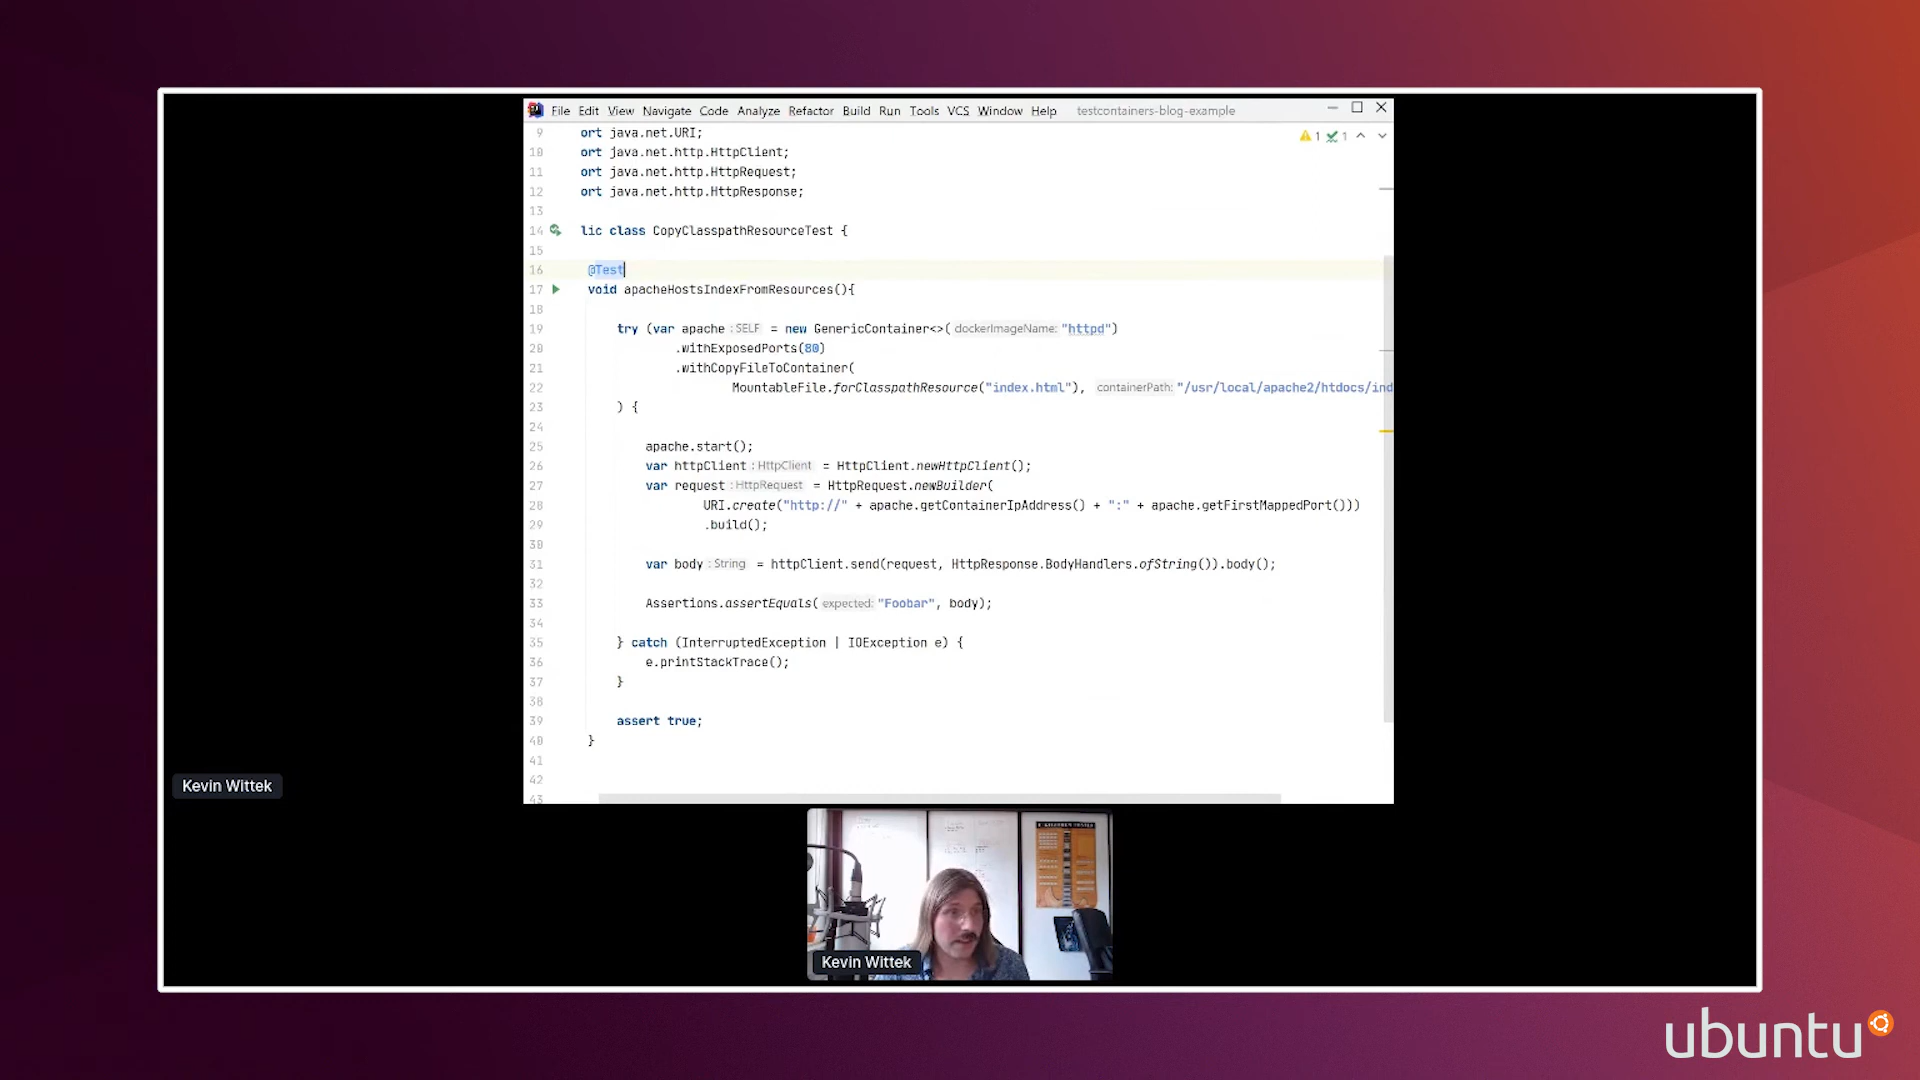 File Edit View Navigate Code Analyze Refactor Build Run Tools VCS Window Help testcontainers-blog-example
9 ort java.net.URI; 1 1
10 ort java.net.http.HttpClient;
11 ort java.net.http.HttpRequest;
12 ort java.net.http.HttpResponse;
13
14 lic class CopyClasspathResourceTest {
15
16 @Test
17 void apacheHostsIndexFromResources(){
18
19 try (var apache : SELF = new GenericContainer<>( dockerImageName: "httpd")
20 .withExposedPorts(80)
21 .withCopyFileToContainer(
22 MountableFile.forClasspathResource("index.html"), containerPath: "/usr/local/apache2/htdocs/ind
23 ) {
24
25 apache.start();
26 var httpClient : HttpClient = HttpClient.newHttpClient();
27 var request : HttpRequest = HttpRequest.newBuilder(
28 URI.create("http://" + apache.getContainerIpAddress() + ":" + apache.getFirstMappedPort()))
29 .build();
30
31 var body : String = httpClient.send(request, HttpResponse.BodyHandlers.ofString()).body();
32
33 Assertions.assertEquals( expected: "Foobar", body);
34
35 } catch (InterruptedException | IOException e) {
36 e.printStackTrace();
37 }
38
39 assert true;
40 }
41
42
43
Kevin Wittek
Kevin Wittek
ubuntu